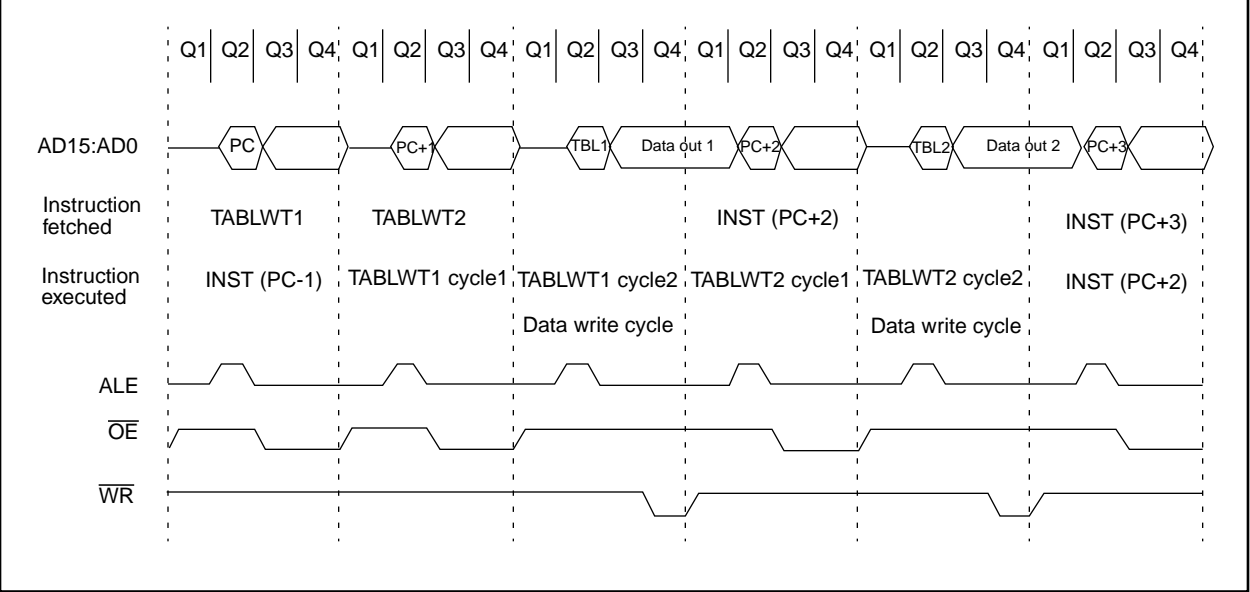 Q1 Q2 Q3 Q4 Q1 Q2 Q3 Q4 Q1 Q2 Q3 Q4 Q1 Q2 Q3 Q4 Q1 Q2 Q3 Q4 Q1 Q2 Q3 Q4
AD15:AD0 PC PC+1 TBL1 Data out 1 PC+2 TBL2 Data out 2 PC+3
Instruction
fetched
TABLWT1 TABLWT2 INST (PC+2) INST (PC+3)
Instruction
executed
INST (PC-1) TABLWT1 cycle1 TABLWT1 cycle2 TABLWT2 cycle1 TABLWT2 cycle2 INST (PC+2)
Data write cycle Data write cycle
ALE
OE
WR